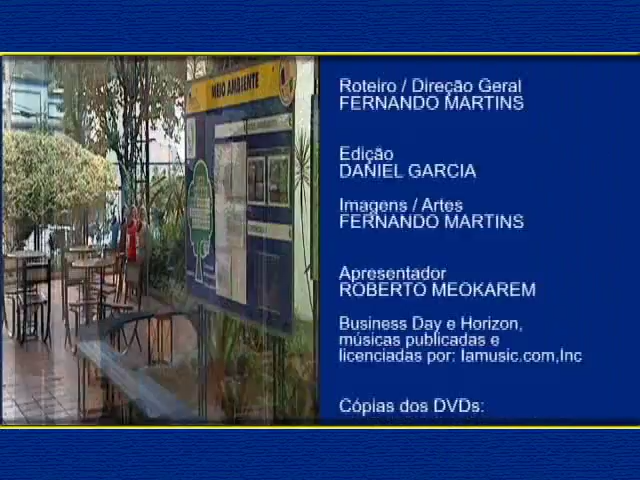 MEIO AMBIENTE
Roteiro / Direção Geral
FERNANDO MARTINS
Edição
DANIEL GARCIA
Imagens / Artes
FERNANDO MARTINS
Apresentador
ROBERTO MEOKAREM
Business Day e Horizon,
músicas publicadas e
licenciadas por: Iamusic.com,Inc
Cópias dos DVDs: